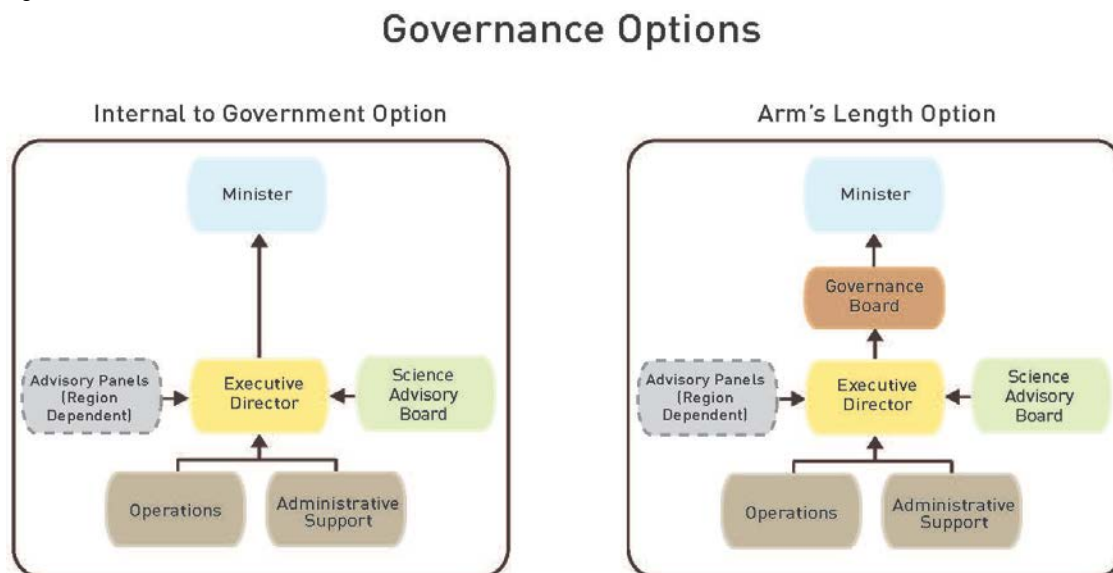 Governance Options
Internal to Government Option
Minister
Advisory Panels
(Region
Dependent)
Executive
Director
Science
Advisory
Board
Operations
Administrative
Support
Arm's Length Option
Minister
Governance
Board
Advisory Panels
(Region
Dependent)
Executive
Director
Science
Advisory
Board
Operations
Administrative
Support